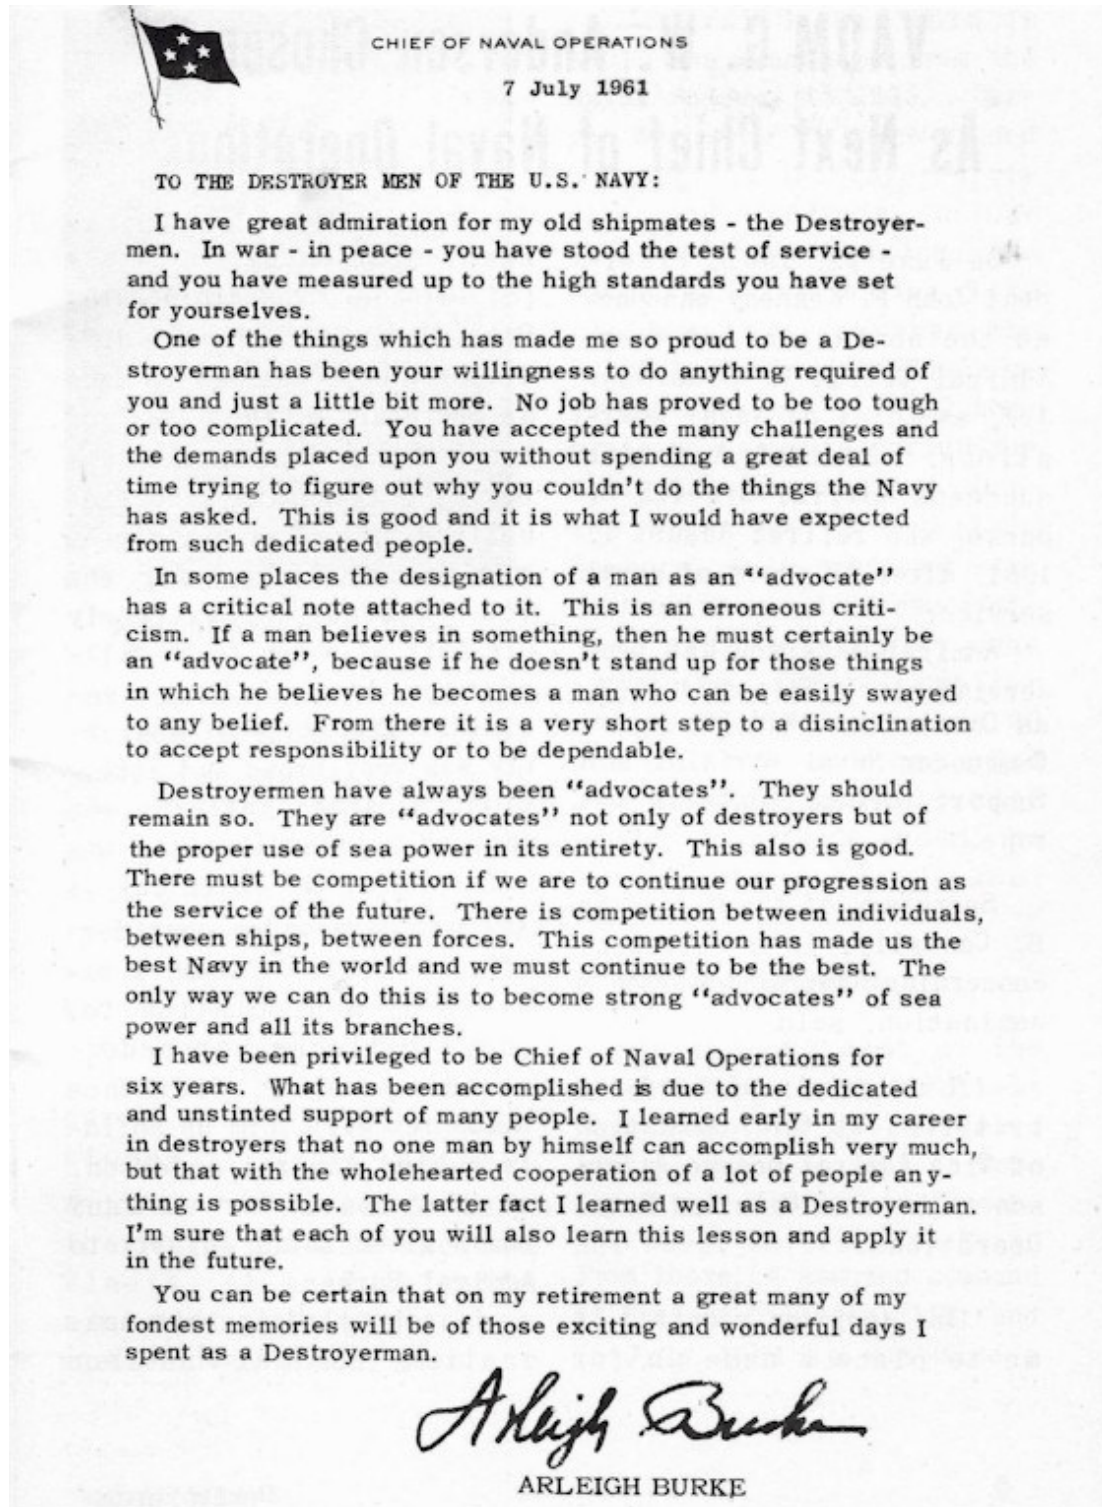 CHIEF OF NAVAL OPERATIONS
7 July 1961
TO THE DESTROYER MEN OF THE U.S. NAVY:
I have great admiration for my old shipmates - the Destroyer-
men. In war - in peace - you have stood the test of service -
and you have measured up to the high standards you have set
for yourselves.
One of the things which has made me so proud to be a De-
stroyerman has been your willingness to do anything required of
you and just a little bit more. No job has proved to be too tough
or too complicated. You have accepted the many challenges and
the demands placed upon you without spending a great deal of
time trying to figure out why you couldn't do the things the Navy
has asked. This is good and it is what I would have expected
from such dedicated people.
In some places the designation of a man as an "advocate"
has a critical note attached to it. This is an erroneous criti-
cism. If a man believes in something, then he must certainly be
an "advocate", because if he doesn't stand up for those things
in which he believes he becomes a man who can be easily swayed
to any belief. From there it is a very short step to a disinclination
to accept responsibility or to be dependable.
Destroyermen have always been "advocates". They should
remain so. They are "advocates" not only of destroyers but of
the proper use of sea power in its entirety. This also is good.
There must be competition if we are to continue our progression as
the service of the future. There is competition between individuals,
between ships, between forces. This competition has made us the
best Navy in the world and we must continue to be the best. The
only way we can do this is to become strong "advocates" of sea
power and all its branches.
I have been privileged to be Chief of Naval Operations for
six years. What has been accomplished is due to the dedicated
and unstinted support of many people. I learned early in my career
in destroyers that no one man by himself can accomplish very much,
but that with the wholehearted cooperation of a lot of people any-
thing is possible. The latter fact I learned well as a Destroyerman.
I'm sure that each of you will also learn this lesson and apply it
in the future.
You can be certain that on my retirement a great many of my
fondest memories will be of those exciting and wonderful days I
spent as a Destroyerman.
Arleigh Burke
ARLEIGH BURKE